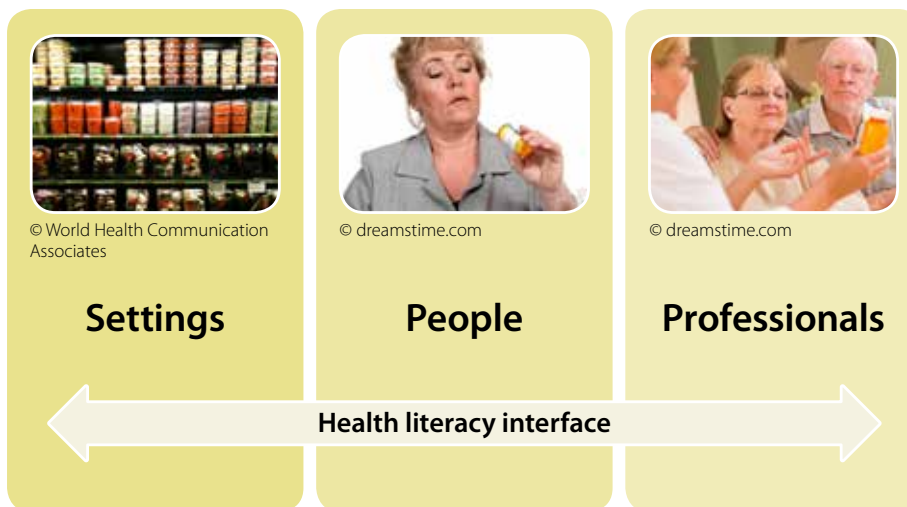 © World Health Communication
Associates
© dreamstime.com
© dreamstime.com
Settings
People
Professionals
Health literacy interface